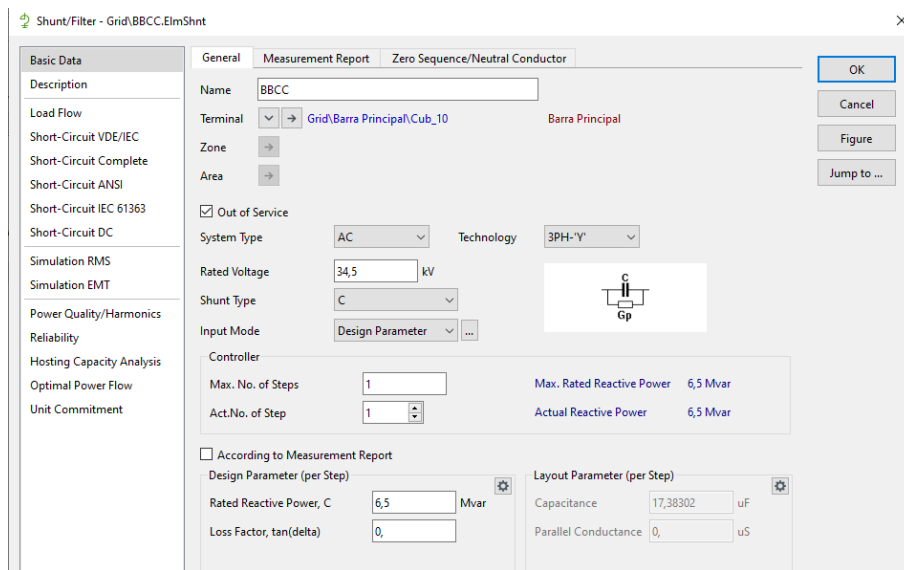 Shunt/Filter - Grid\BBCC.ElmShnt
Basic Data
Description
Load Flow
Short-Circuit VDE/IEC
Short-Circuit Complete
Short-Circuit ANSI
Short-Circuit IEC 61363
Short-Circuit DC
Simulation RMS
Simulation EMT
Power Quality/Harmonics
Reliability
Hosting Capacity Analysis
Optimal Power Flow
Unit Commitment
General Measurement Report Zero Sequence/Neutral Conductor
Name BBCC
Terminal Grid\Barra Principal\Cub_10 Barra Principal
Zone
Area
Out of Service
System Type AC Technology 3PH-'Y'
Rated Voltage 34,5 kV
Shunt Type C
Input Mode Design Parameter ...
C
Gp
Controller
Max. No. of Steps 1 Max. Rated Reactive Power 6,5 Mvar
Act.No. of Step 1 Actual Reactive Power 6,5 Mvar
According to Measurement Report
Design Parameter (per Step)
Rated Reactive Power, C 6,5 Mvar
Loss Factor, tan(delta) 0,
Layout Parameter (per Step)
Capacitance 17,38302 uF
Parallel Conductance 0, uS
OK
Cancel
Figure
Jump to ...